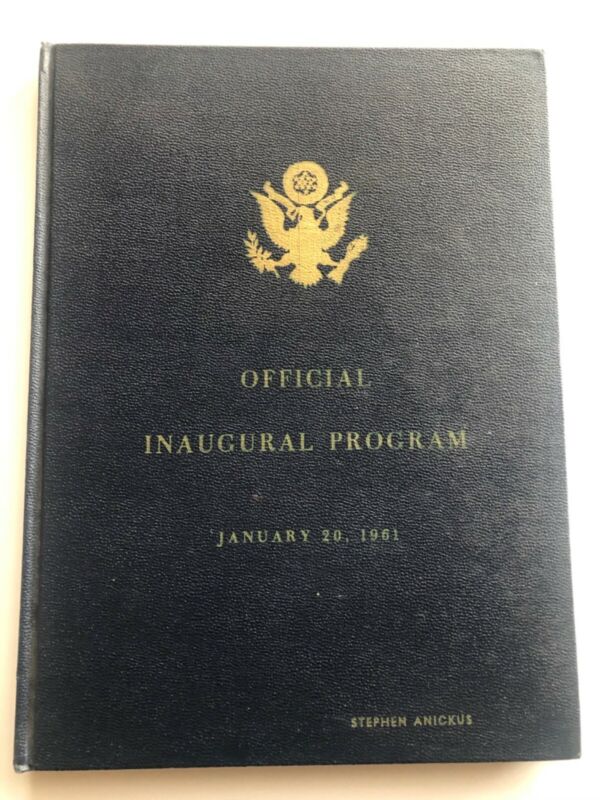 OFFICIAL
INAUGURAL PROGRAM
JANUARY 20, 1961
STEPHEN ANICKUS